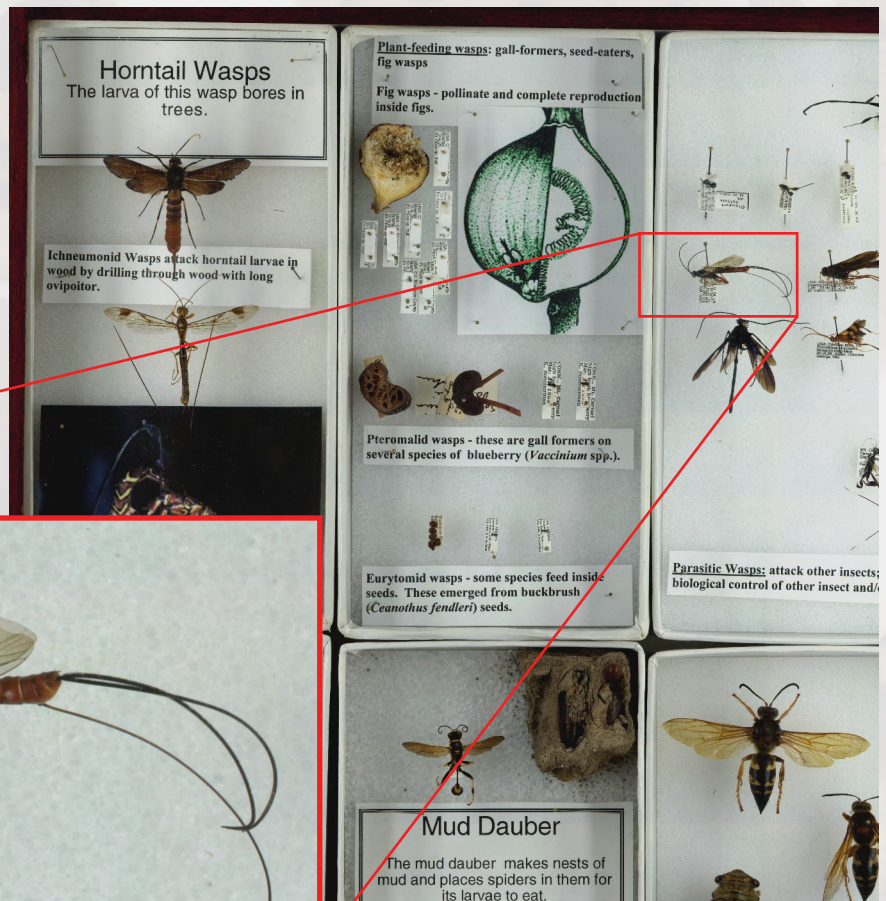 Horntail Wasps
The larva of this wasp bores in
trees.
Ichneumonid Wasps attack horntail larvae in
wood by drilling through wood with long
ovipoitor.
Plant-feeding wasps: gall-formers, seed-eaters,
fig wasps
Fig wasps - pollinate and complete reproduction
inside figs.
Pteromalid wasps - these are gall formers on
several species of blueberry (Vaccinium spp.).
Eurytomid wasps - some species feed inside
seeds. These emerged from buckbrush
(Ceanothus fendleri) seeds.
Parasitic Wasps: attack other insects;
biological control of other insect and/
Mud Dauber
The mud dauber makes nests of
mud and places spiders in them for
its larvae to eat.